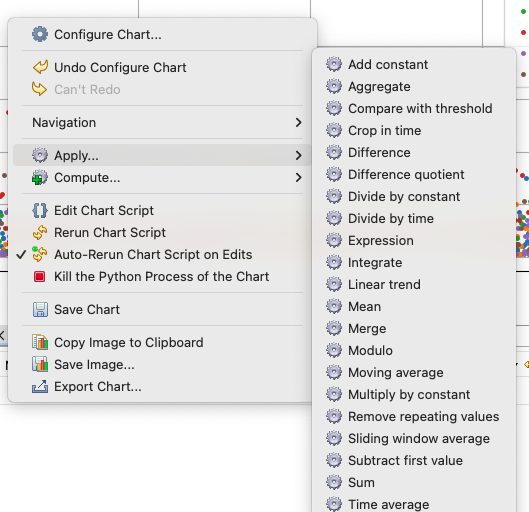 Configure Chart...
Undo Configure Chart
Can't Redo
Navigation
Apply...
Compute...
Edit Chart Script
Rerun Chart Script
Auto-Rerun Chart Script on Edits
Kill the Python Process of the Chart
Save Chart
Copy Image to Clipboard
Save Image...
Export Chart...
Add constant
Aggregate
Compare with threshold
Crop in time
Difference
Difference quotient
Divide by constant
Divide by time
Expression
Integrate
Linear trend
Mean
Merge
Modulo
Moving average
Multiply by constant
Remove repeating values
Sliding window average
Subtract first value
Sum
Time average